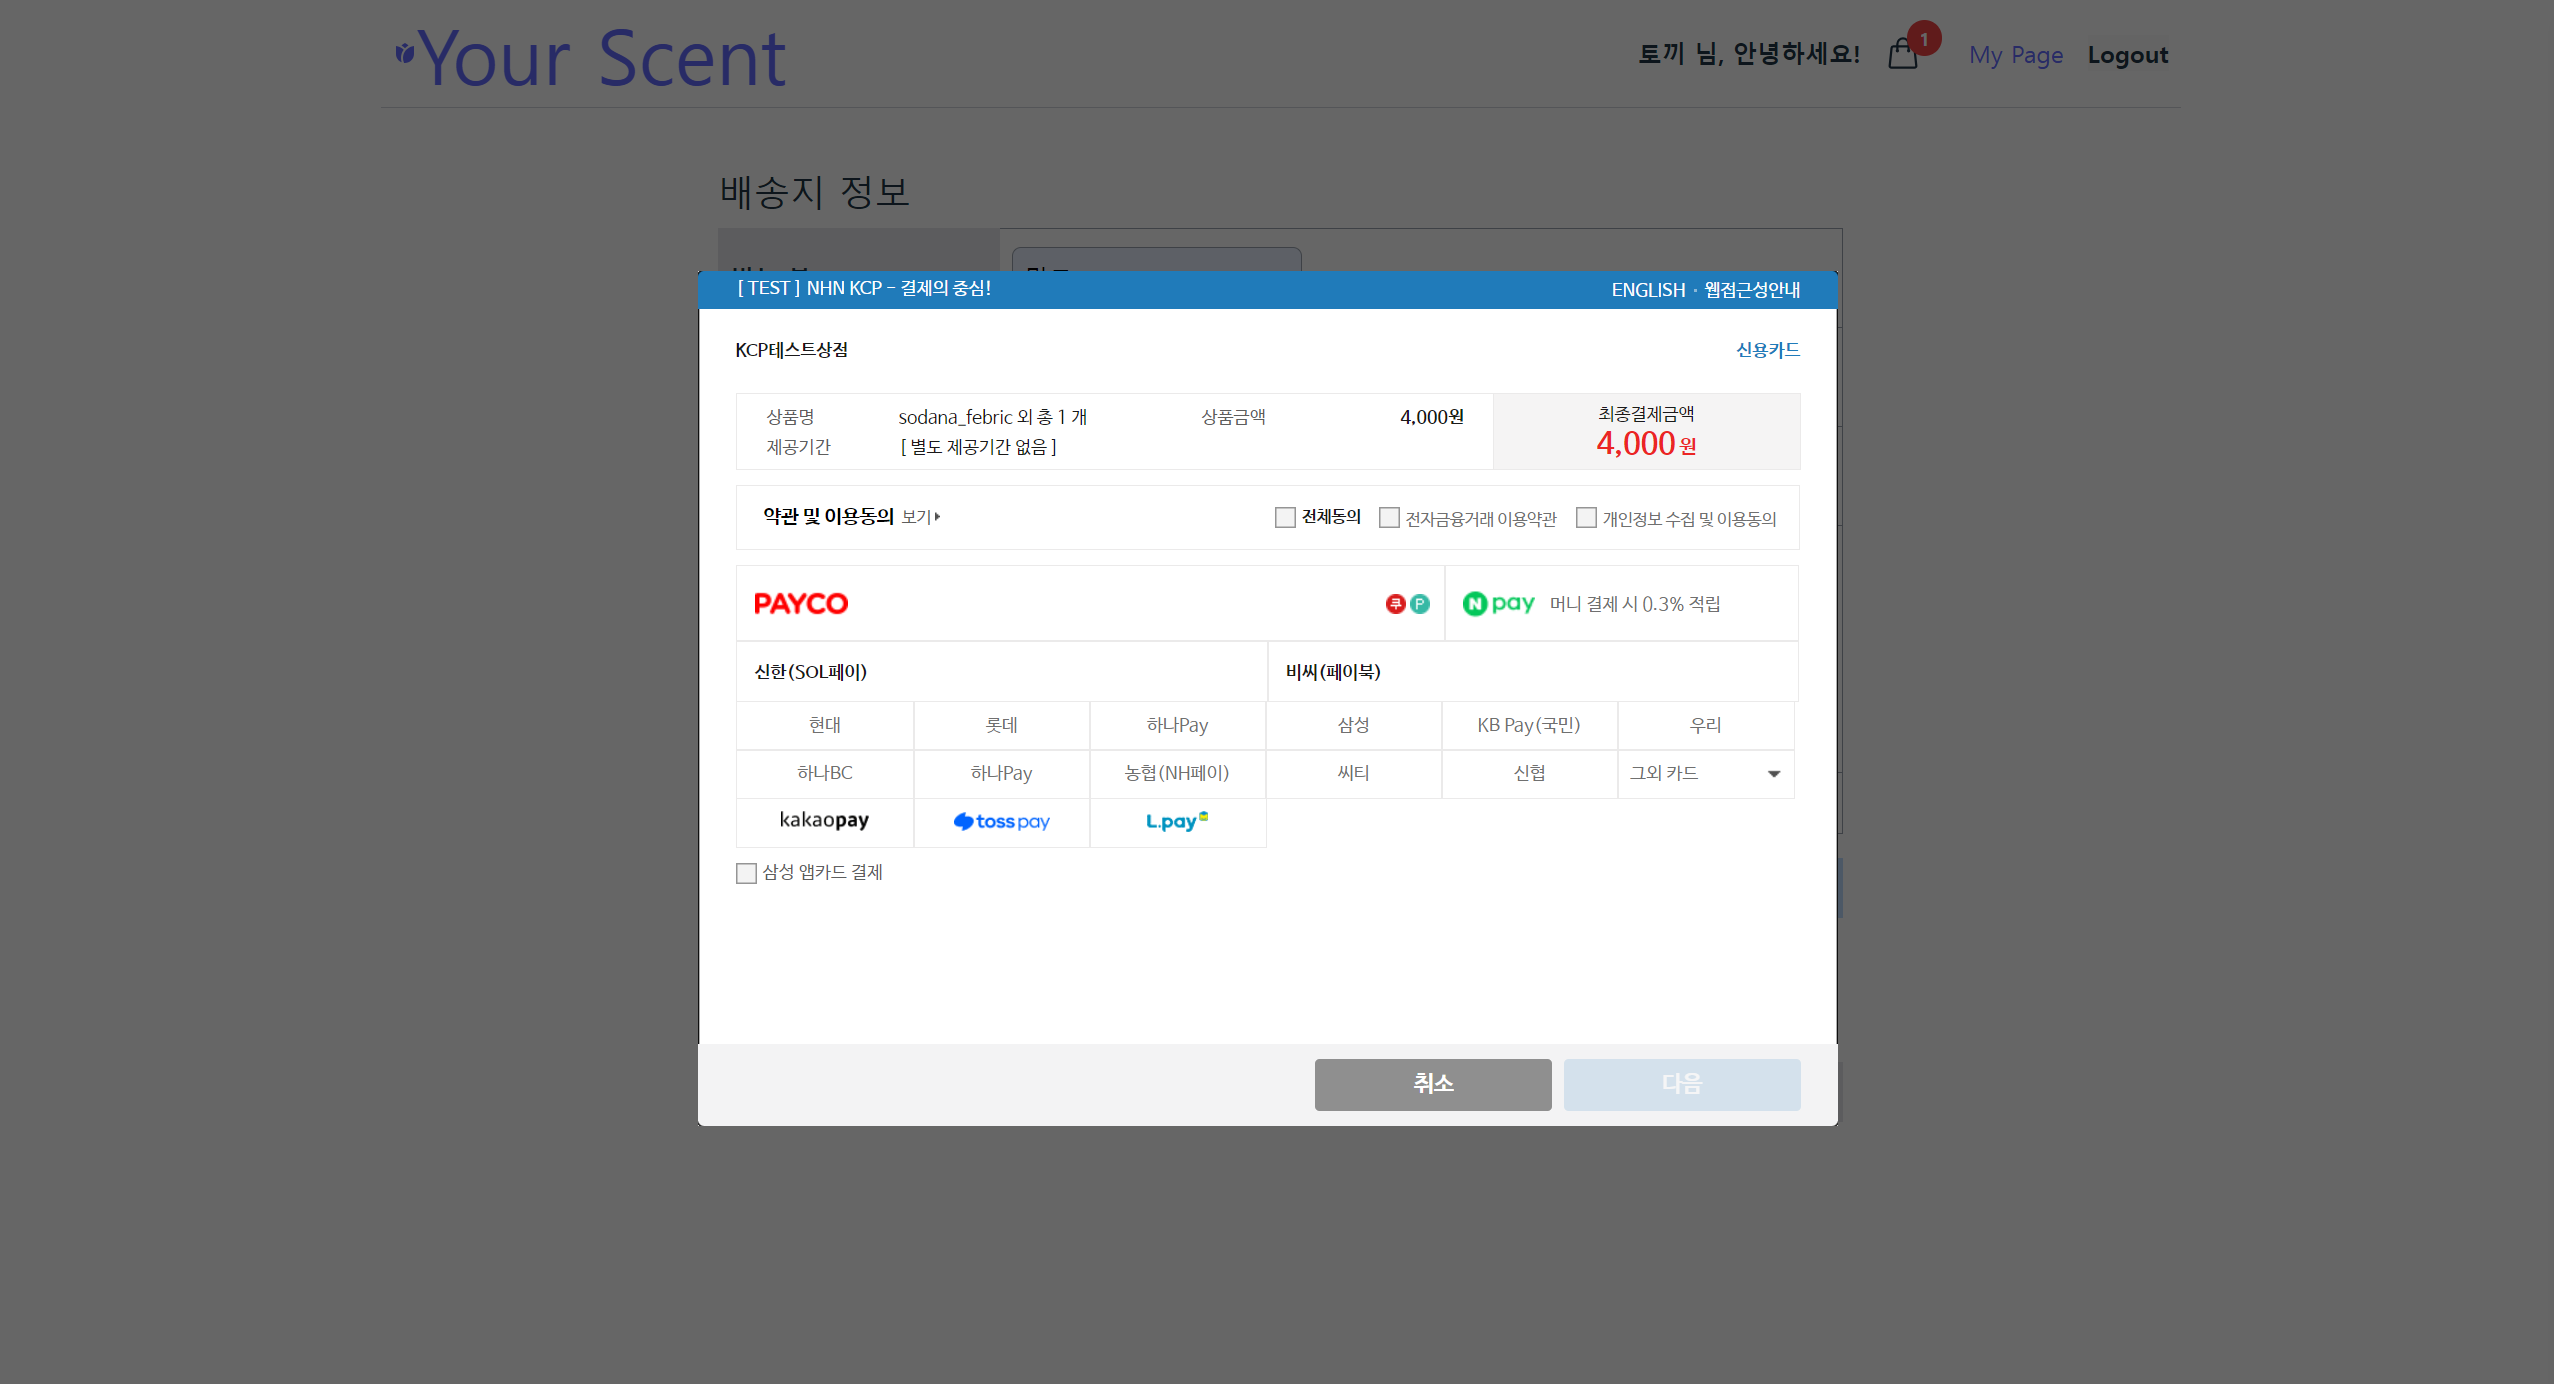 Your Scent
토끼 님, 안녕하세요! 1 My Page Logout
배송지 정보
[ TEST ] NHN KCP - 결제의 중심!
ENGLISH · 웹접근성안내
KCP테스트상점
신용카드
상품명 sodana_febric 외 총 1 개 상품금액 4,000원
제공기간 [ 별도 제공기간 없음 ]
최종결제금액
4,000 원
약관 및 이용동의 보기
전체동의 전자금융거래 이용약관 개인정보 수집 및 이용동의
PAYCO 쿠 P N pay 머니 결제 시 0.3% 적립
신한(SOL페이) 비씨(페이북)
현대 롯데 하나Pay 삼성 KB Pay(국민) 우리
하나BC 하나Pay 농협(NH페이) 씨티 신협 그외 카드
kakaopay toss pay L.pay
삼성 앱카드 결제
취소 다음